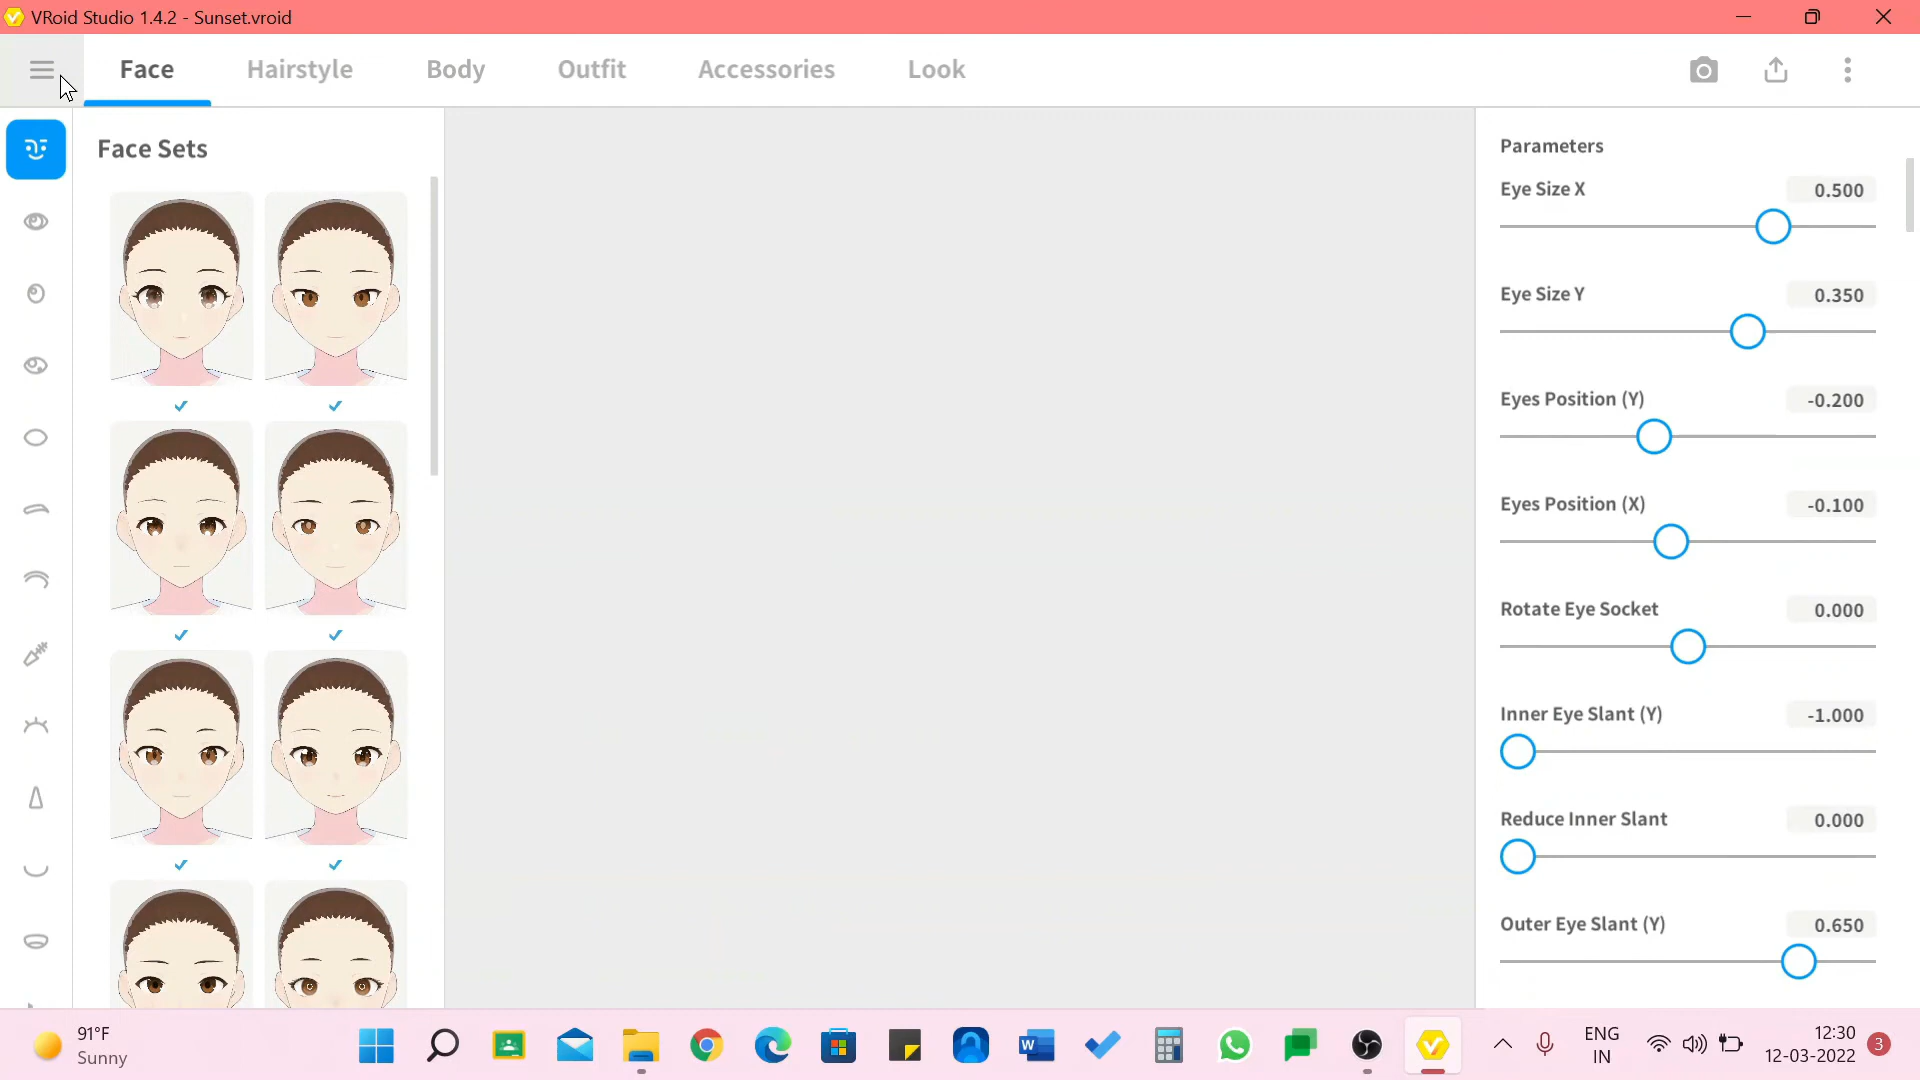 VRoid Studio 1.4.2 - Sunset.vroid
Face Hairstyle Body Outfit Accessories Look
Face Sets
Parameters
Eye Size X 0.500
Eye Size Y 0.350
Eyes Position (Y) -0.200
Eyes Position (X) -0.100
Rotate Eye Socket 0.000
Inner Eye Slant (Y) -1.000
Reduce Inner Slant 0.000
Outer Eye Slant (Y) 0.650
91°F
Sunny
W
ENG
IN
12:30
12-03-2022
3